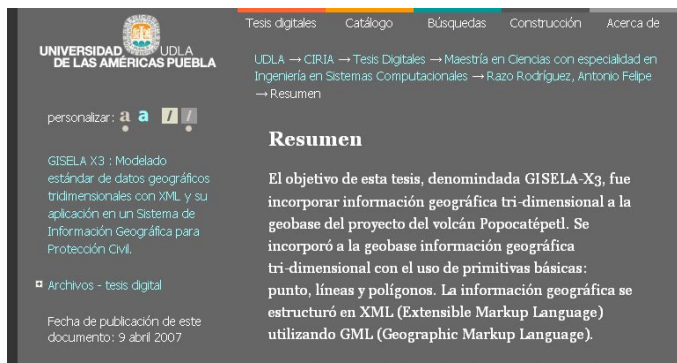 Tesis digitales Catálogo Búsquedas Construcción Acerca de
UNIVERSIDAD UDLA
DE LAS AMÉRICAS PUEBLA
UDLA → CIRIA → Tesis Digitales → Maestría en Ciencias con especialidad en
Ingeniería en Sistemas Computacionales → Razo Rodríguez, Antonio Felipe
→ Resumen
personalizar: a a / /
GISELA X3 : Modelado
estándar de datos geográficos
tridimensionales con XML y su
aplicación en un Sistema de
Información Geográfica para
Protección Civil.
Archivos - tesis digital
Fecha de publicación de este
documento: 9 abril 2007
Resumen
El objetivo de esta tesis, denomindada GISELA-X3, fue
incorporar información geográfica tri-dimensional a la
geobase del proyecto del volcán Popocatépetl. Se
incorporó a la geobase información geográfica
tri-dimensional con el uso de primitivas básicas:
punto, líneas y polígonos. La información geográfica se
estructuró en XML (Extensible Markup Language)
utilizando GML (Geographic Markup Language).